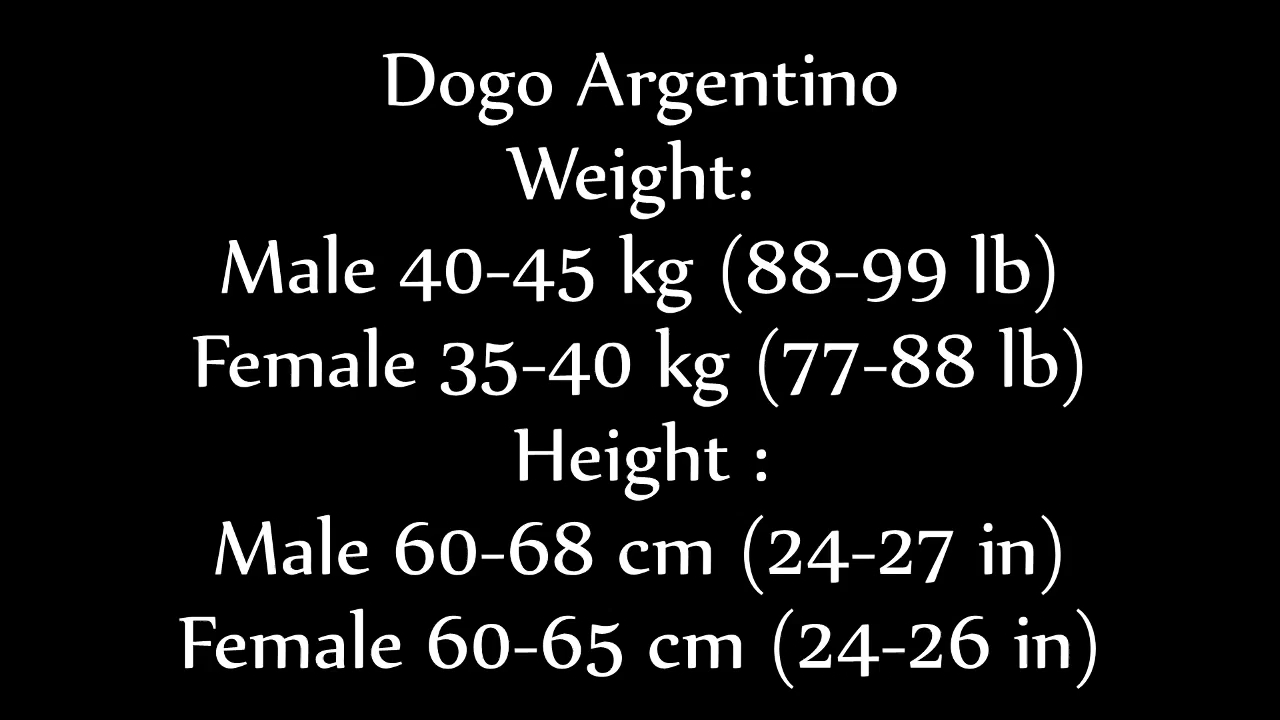 Dogo Argentino
Weight:
Male 40-45 kg (88-99 lb)
Female 35-40 kg (77-88 lb)
Height :
Male 60-68 cm (24-27 in)
Female 60-65 cm (24-26 in)